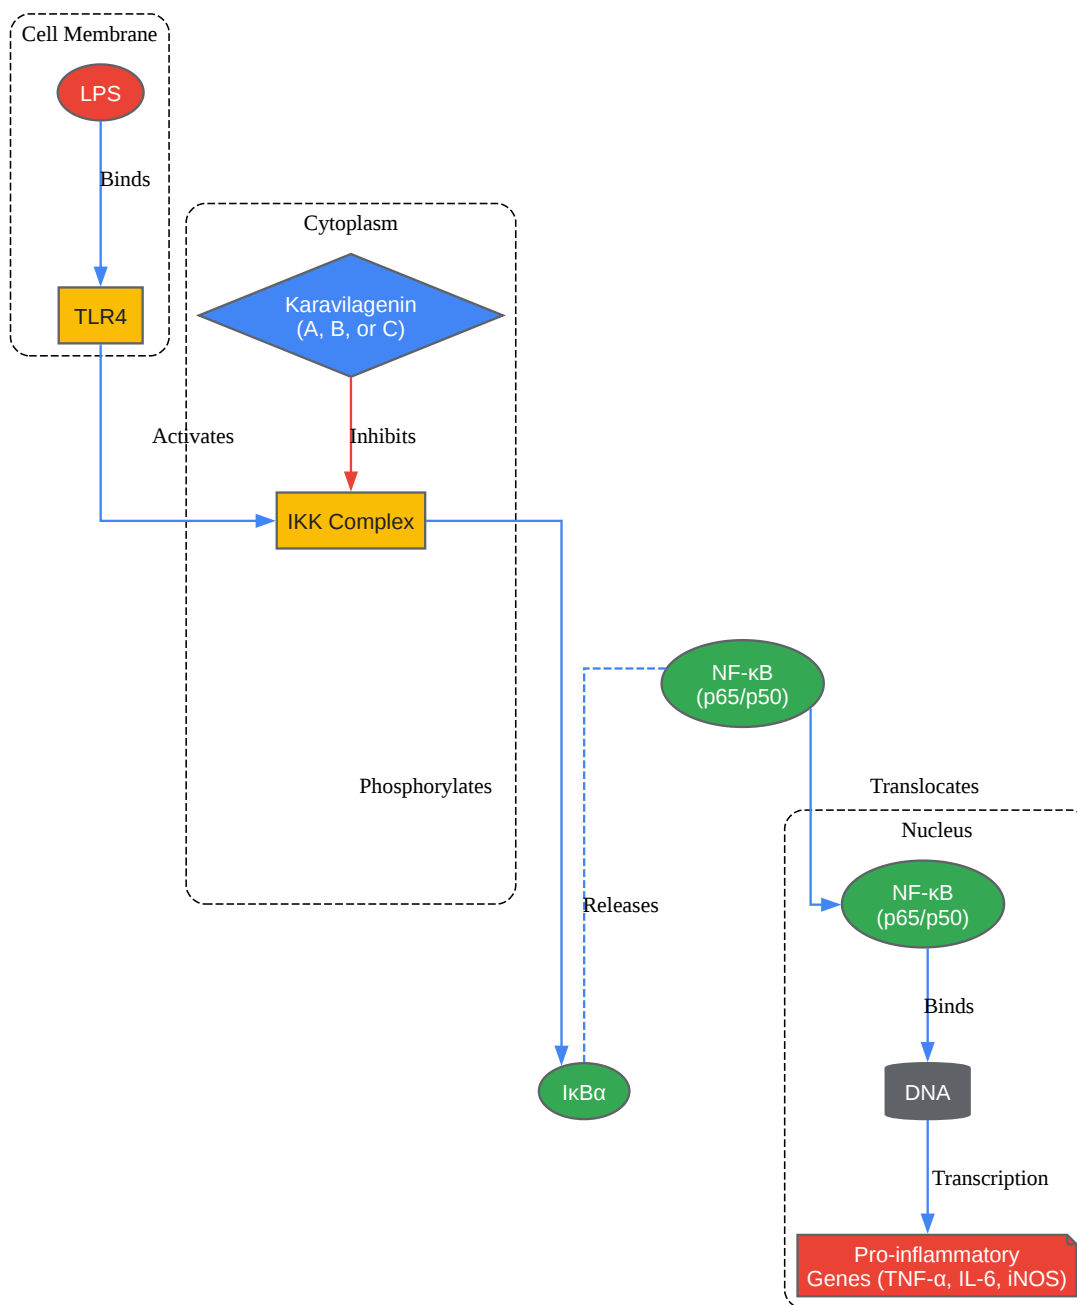 Cell Membrane
LPS
Binds
TLR4
Cytoplasm
Karavilagenin
(A, B, or C)
Activates
Inhibits
IKK Complex
NF-κB
(p65/p50)
Phosphorylates
Translocates
Nucleus
NF-κB
(p65/p50)
Releases
Binds
IκBα
DNA
Transcription
Pro-inflammatory
Genes (TNF-α, IL-6, iNOS)